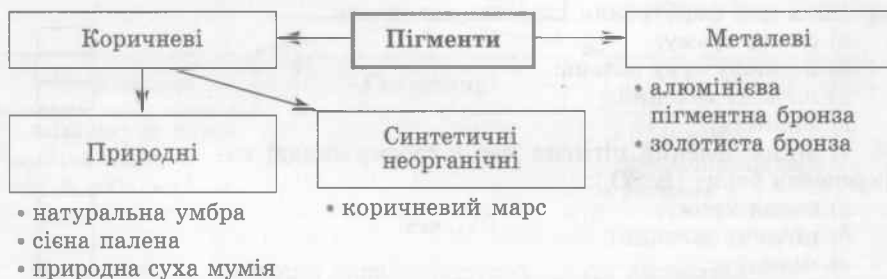 Коричневі
Пігменти
Металеві
• алюмінієва
пігментна бронза
• золотиста бронза
Природні
Синтетичні
неорганічні
• натуральна умбра
• сієна палена
• природна суха мумія
• коричневий марс